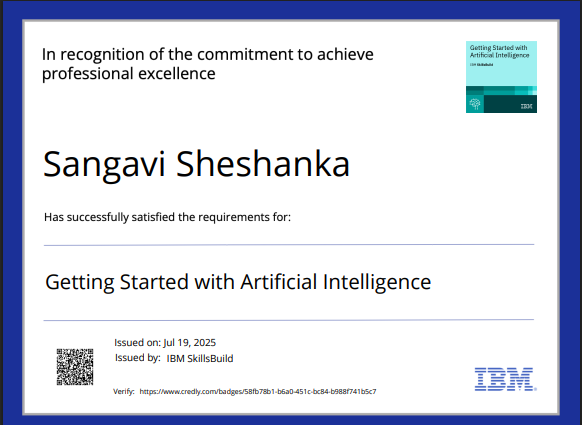 In recognition of the commitment to achieve
professional excellence
Getting Started with
Artificial Intelligence
IBM SkillsBuild
IBM
Sangavi Sheshanka
Has successfully satisfied the requirements for:
Getting Started with Artificial Intelligence
Issued on: Jul 19, 2025
Issued by: IBM SkillsBuild
Verify: https://www.credly.com/badges/58fb78b1-b6a0-451c-bc84-b988f741b5c7
IBM